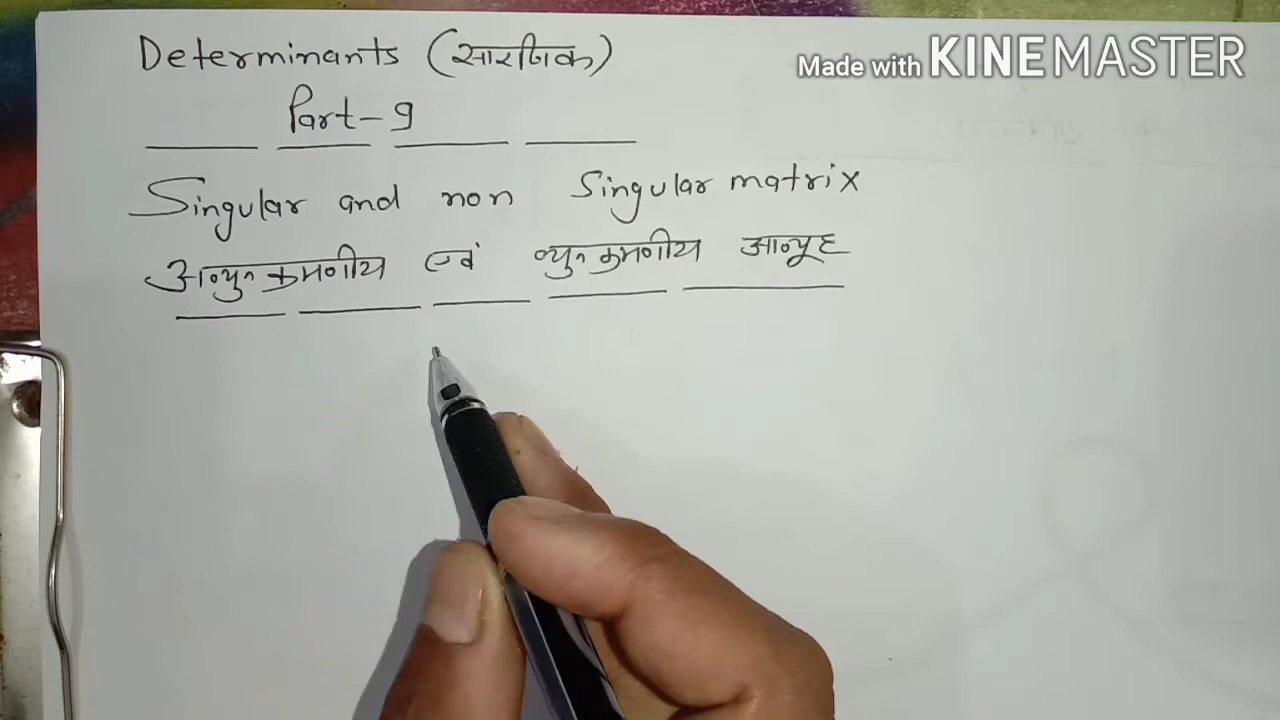 Determinants (सारणिक)
Made with KINEMASTER
Part-9
Singular and non Singular matrix
अव्युत्क्रमणीय एवं व्युत्क्रमणीय आव्यूह